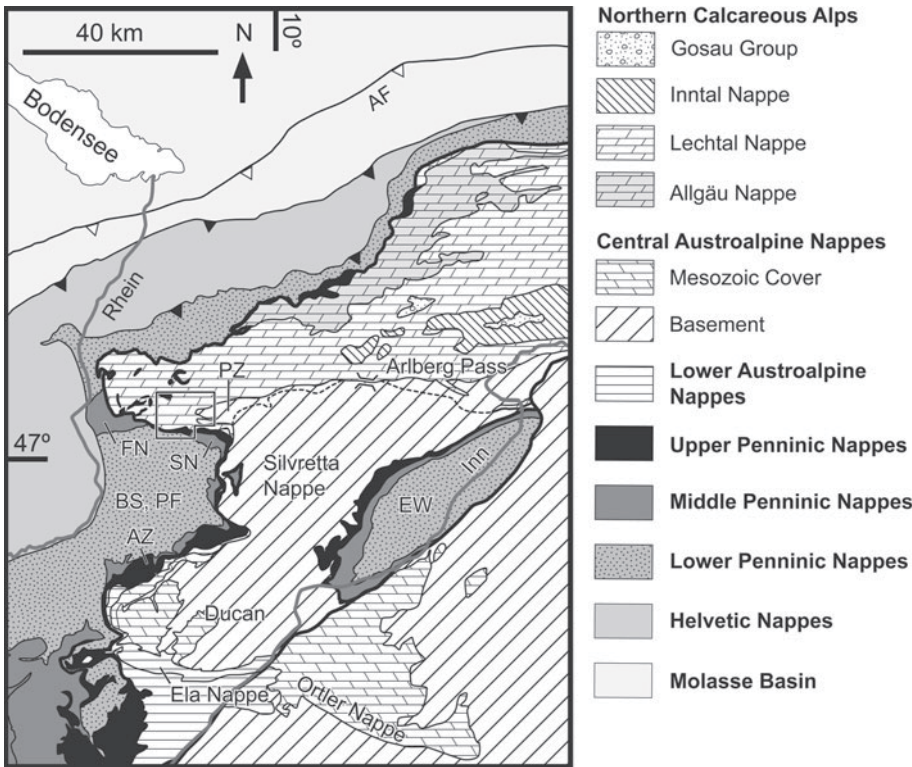 40 km
N
10º
AF
Bodensee
Rhein
PZ
Arlberg Pass
47º
FN
SN
Silvretta
Nappe
Inn
BS, PF
EW
AZ
Ducan
Ela Nappe
Ortler Nappe
Northern Calcareous Alps
Gosau Group
Inntal Nappe
Lechtal Nappe
Allgäu Nappe
Central Austroalpine Nappes
Mesozoic Cover
Basement
Lower Austroalpine
Nappes
Upper Penninic Nappes
Middle Penninic Nappes
Lower Penninic Nappes
Helvetic Nappes
Molasse Basin